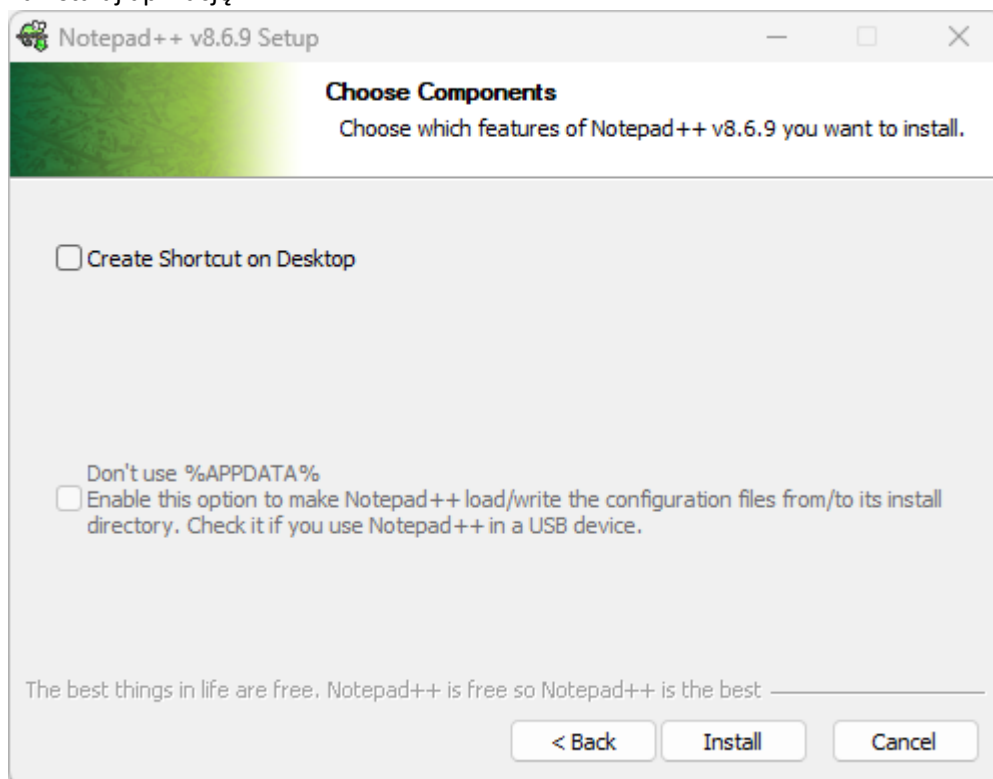 Notepad++ v8.6.9 Setup
Choose Components
Choose which features of Notepad++ v8.6.9 you want to install.
Create Shortcut on Desktop
Don't use %APPDATA%
Enable this option to make Notepad++ load/write the configuration files from/to its install
directory. Check it if you use Notepad++ in a USB device.
The best things in life are free. Notepad++ is free so Notepad++ is the best
< Back
Install
Cancel